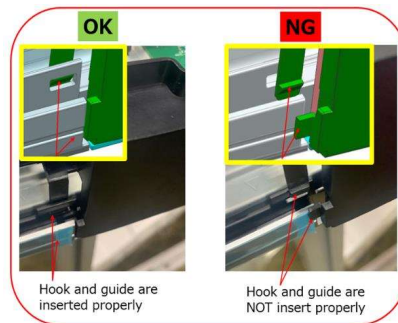 OK
NG
Hook and guide are
inserted properly
Hook and guide are
NOT insert properly